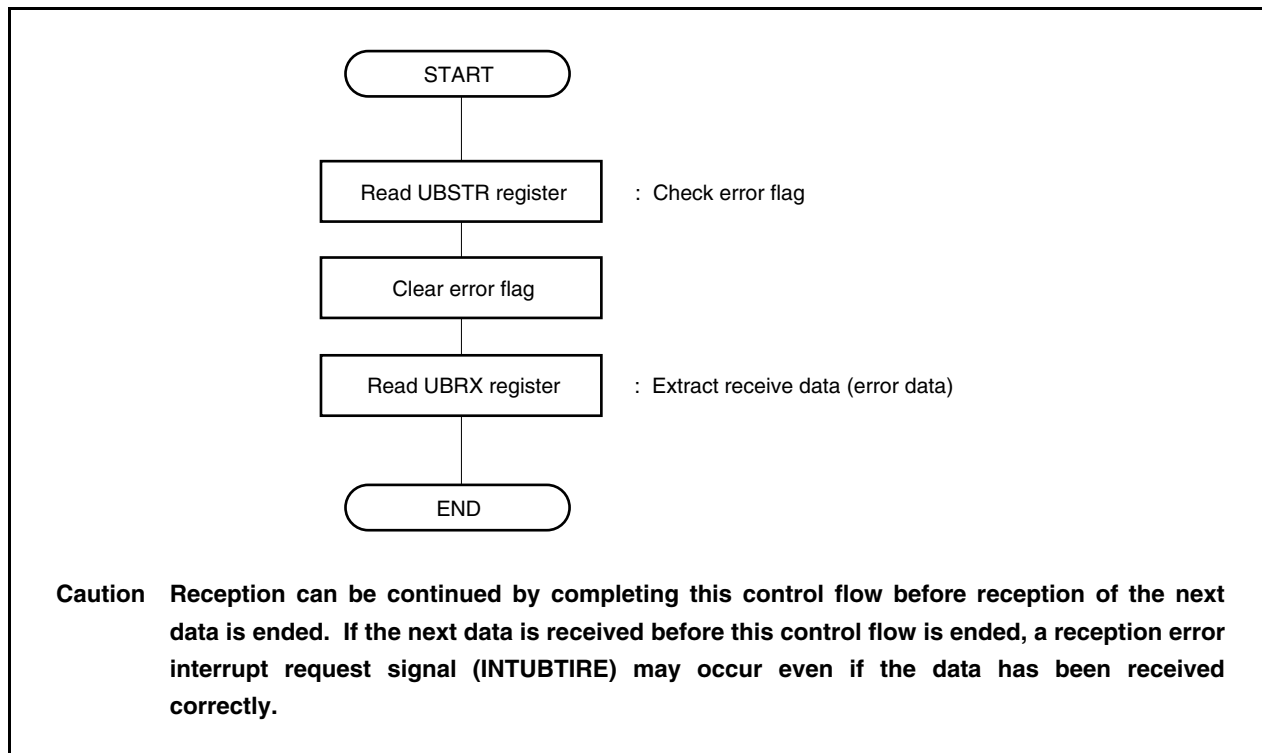 START
Read UBSTR register : Check error flag
Clear error flag
Read UBRX register : Extract receive data (error data)
END
Caution Reception can be continued by completing this control flow before reception of the next
data is ended. If the next data is received before this control flow is ended, a reception error
interrupt request signal (INTUBTIRE) may occur even if the data has been received
correctly.